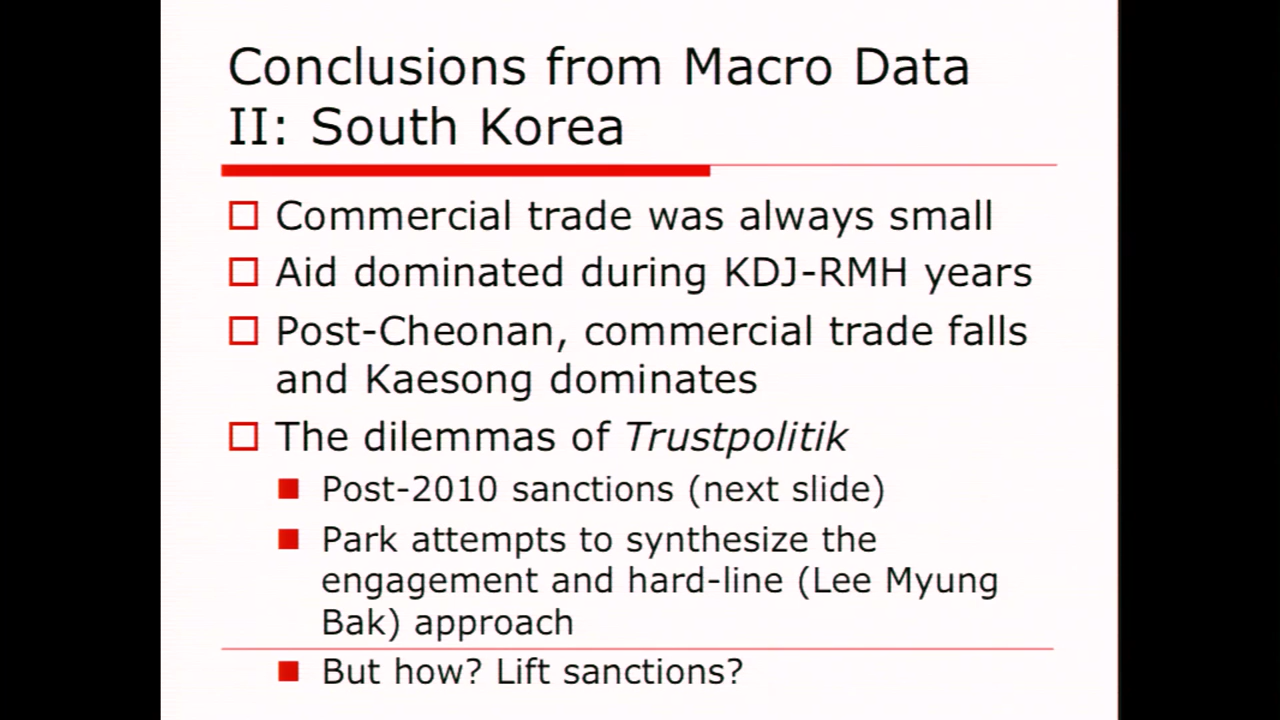 Conclusions from Macro Data
II: South Korea
Commercial trade was always small
Aid dominated during KDJ-RMH years
Post-Cheonan, commercial trade falls
and Kaesong dominates
The dilemmas of Trustpolitik
Post-2010 sanctions (next slide)
Park attempts to synthesize the
engagement and hard-line (Lee Myung
Bak) approach
But how? Lift sanctions?